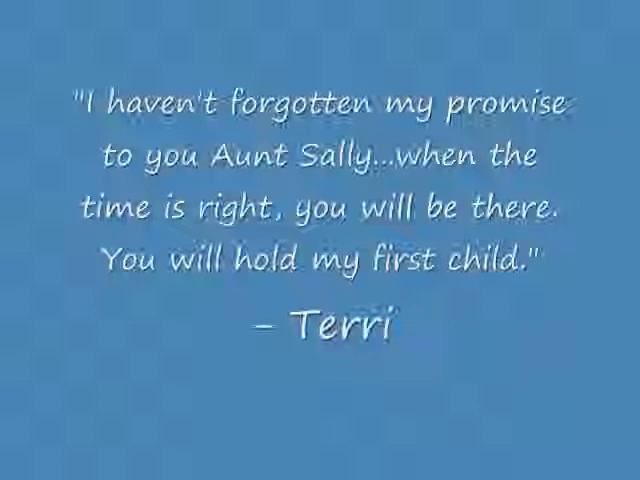 "I haven't forgotten my promise
to you Aunt Sally...when the
time is right, you will be there.
You will hold my first child."
- Terri